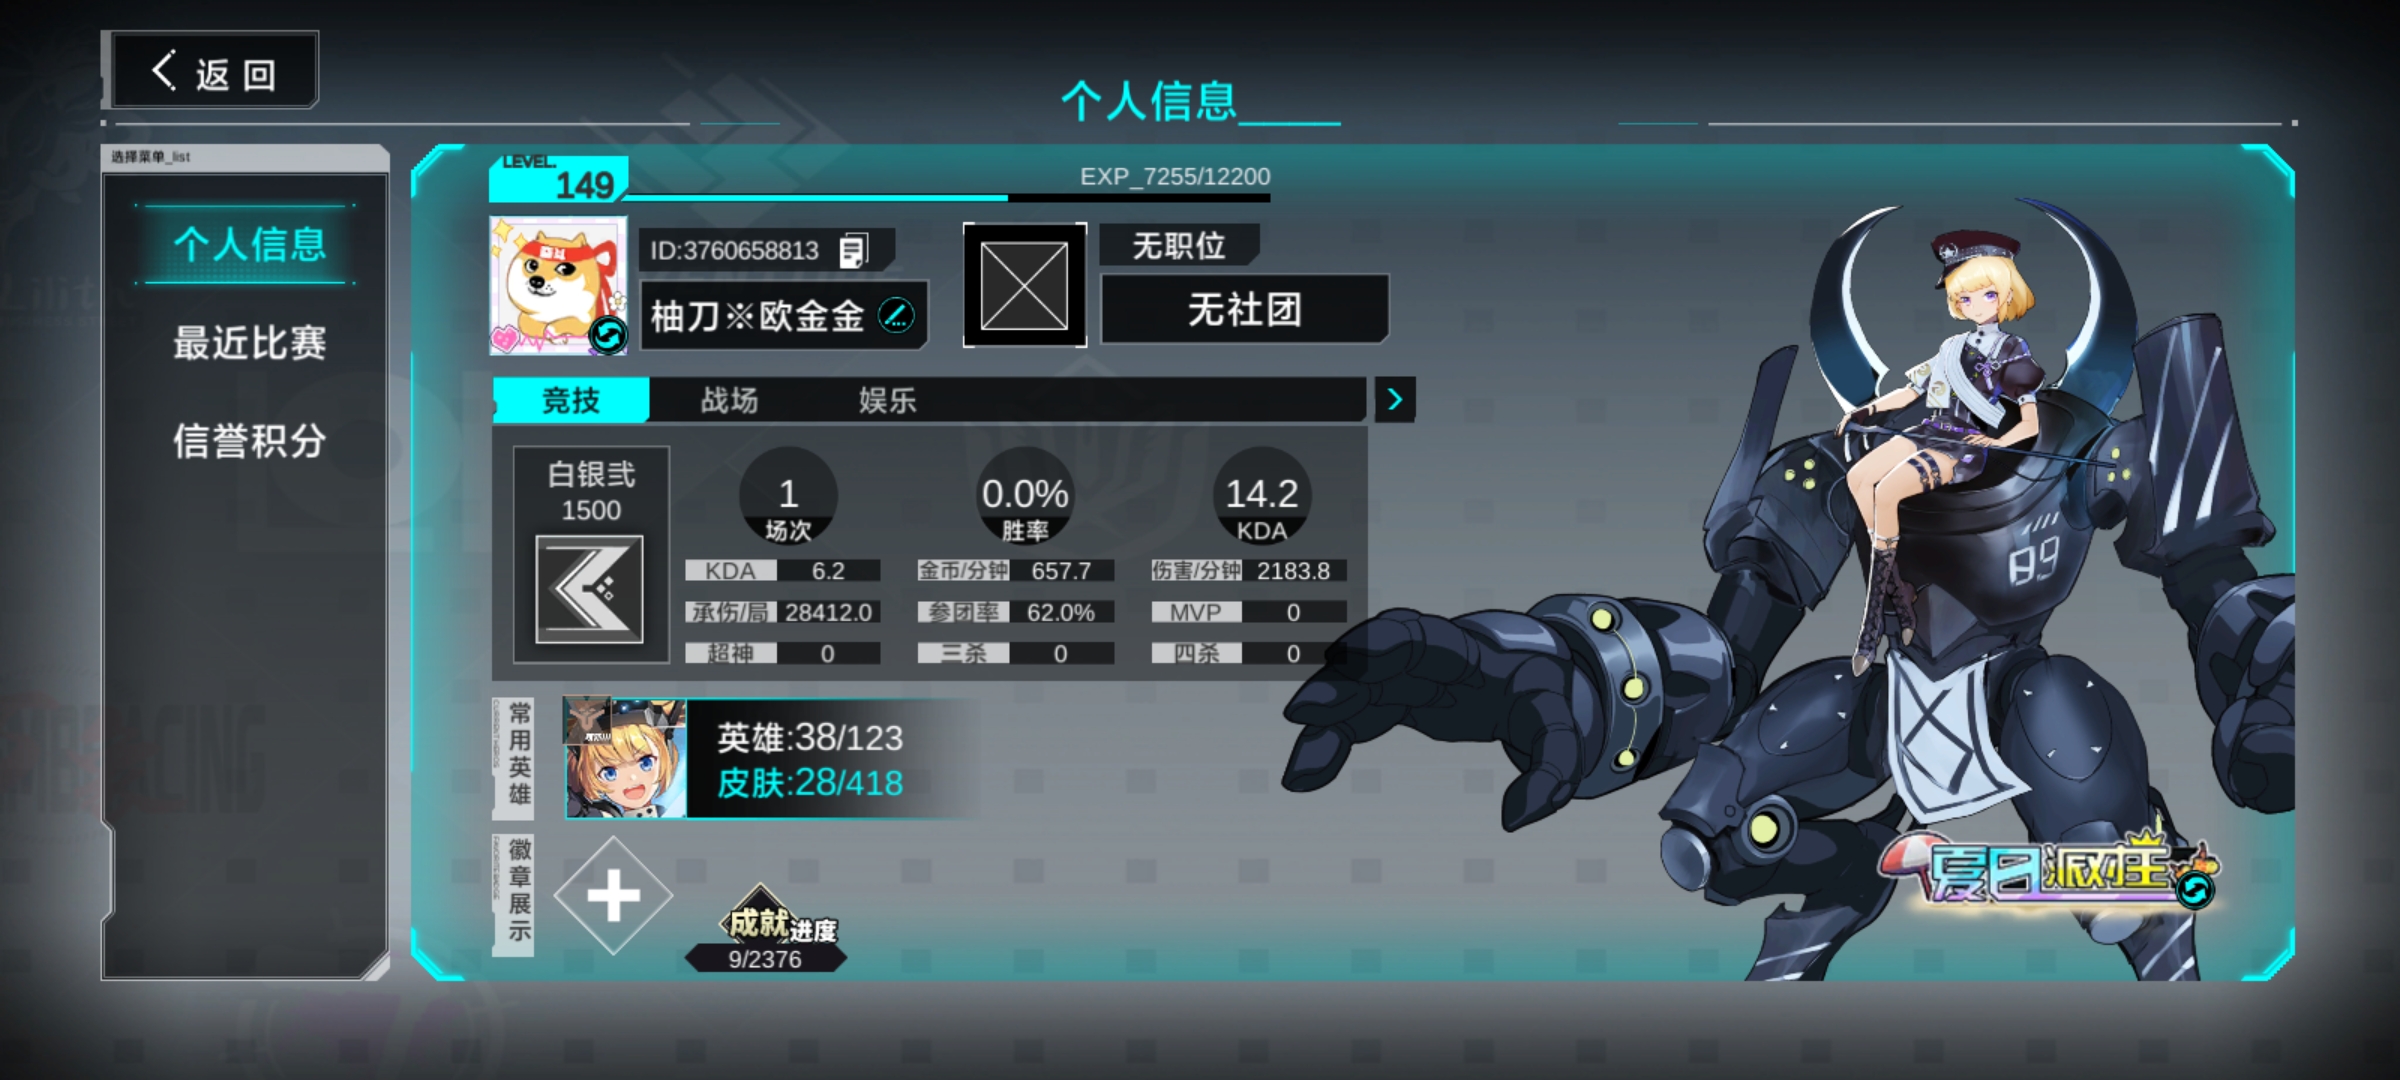 返回
个人信息
选择菜单_list
个人信息
最近比赛
信誉积分
LEVEL.
149
EXP_7255/12200
ID:3760658813
柚刀※欧金金
无职位
无社团
竞技 战场 娱乐
白银弍
1500
1
场次
0.0%
胜率
14.2
KDA
KDA 6.2 金币/分钟 657.7 伤害/分钟 2183.8
承伤/局 28412.0 参团率 62.0% MVP 0
超神 0 三杀 0 四杀 0
常用英雄
英雄:38/123
皮肤:28/418
徽章展示
成就进度
9/2376
89
夏日派对王